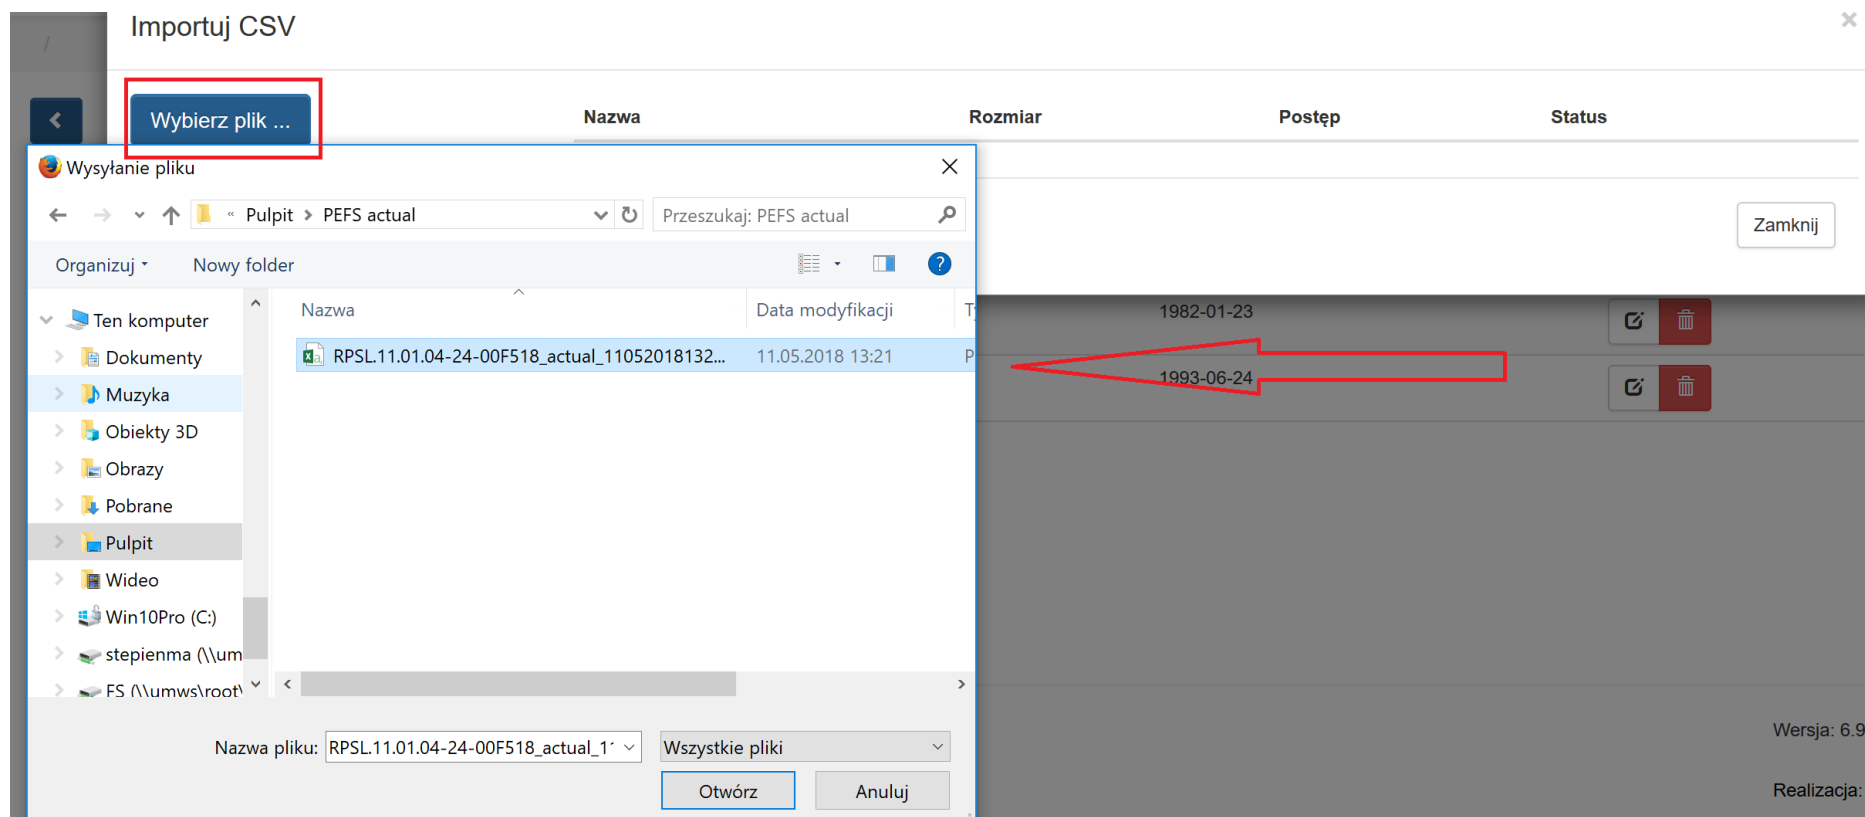 Importuj CSV
×
/
Wybierz plik ...
Nazwa Rozmiar Postęp Status
Wysyłanie pliku
« Pulpit > PEFS actual
Przeszukaj: PEFS actual
Zamknij
Organizuj
Nowy folder
?
Nazwa Data modyfikacji
Ten komputer
RPSL.11.01.04-24-00F518_actual_11052018132... 11.05.2018 13:21 P
Dokumenty
Muzyka
Obiekty 3D
Obrazy
Pobrane
Pulpit
Wideo
Win10Pro (C:)
stepienma (\\um
FS (\\umws\root\
1982-01-23
1993-06-24
Nazwa pliku: RPSL.11.01.04-24-00F518_actual_1
Wszystkie pliki
Otwórz Anuluj
Wersja: 6.9
Realizacja: